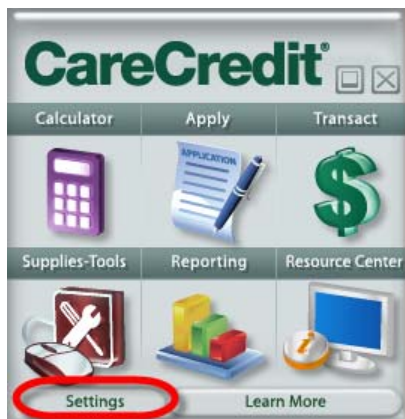 CareCredit®
Calculator Apply Transact
APPLICATION
Supplies-Tools Reporting Resource Center
i
Settings Learn More